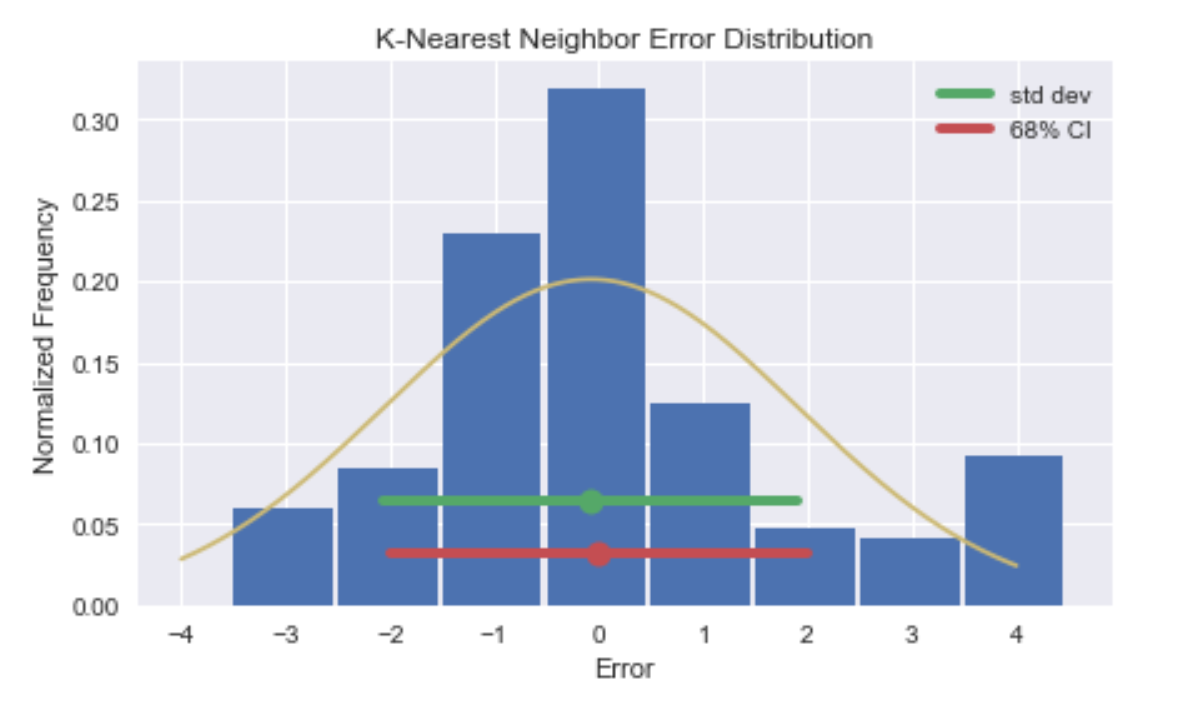 K-Nearest Neighbor Error Distribution
std dev
68% CI
Normalized Frequency
0.30
0.25
0.20
0.15
0.10
0.05
0.00
−4 −3 −2 −1 0 1 2 3 4
Error